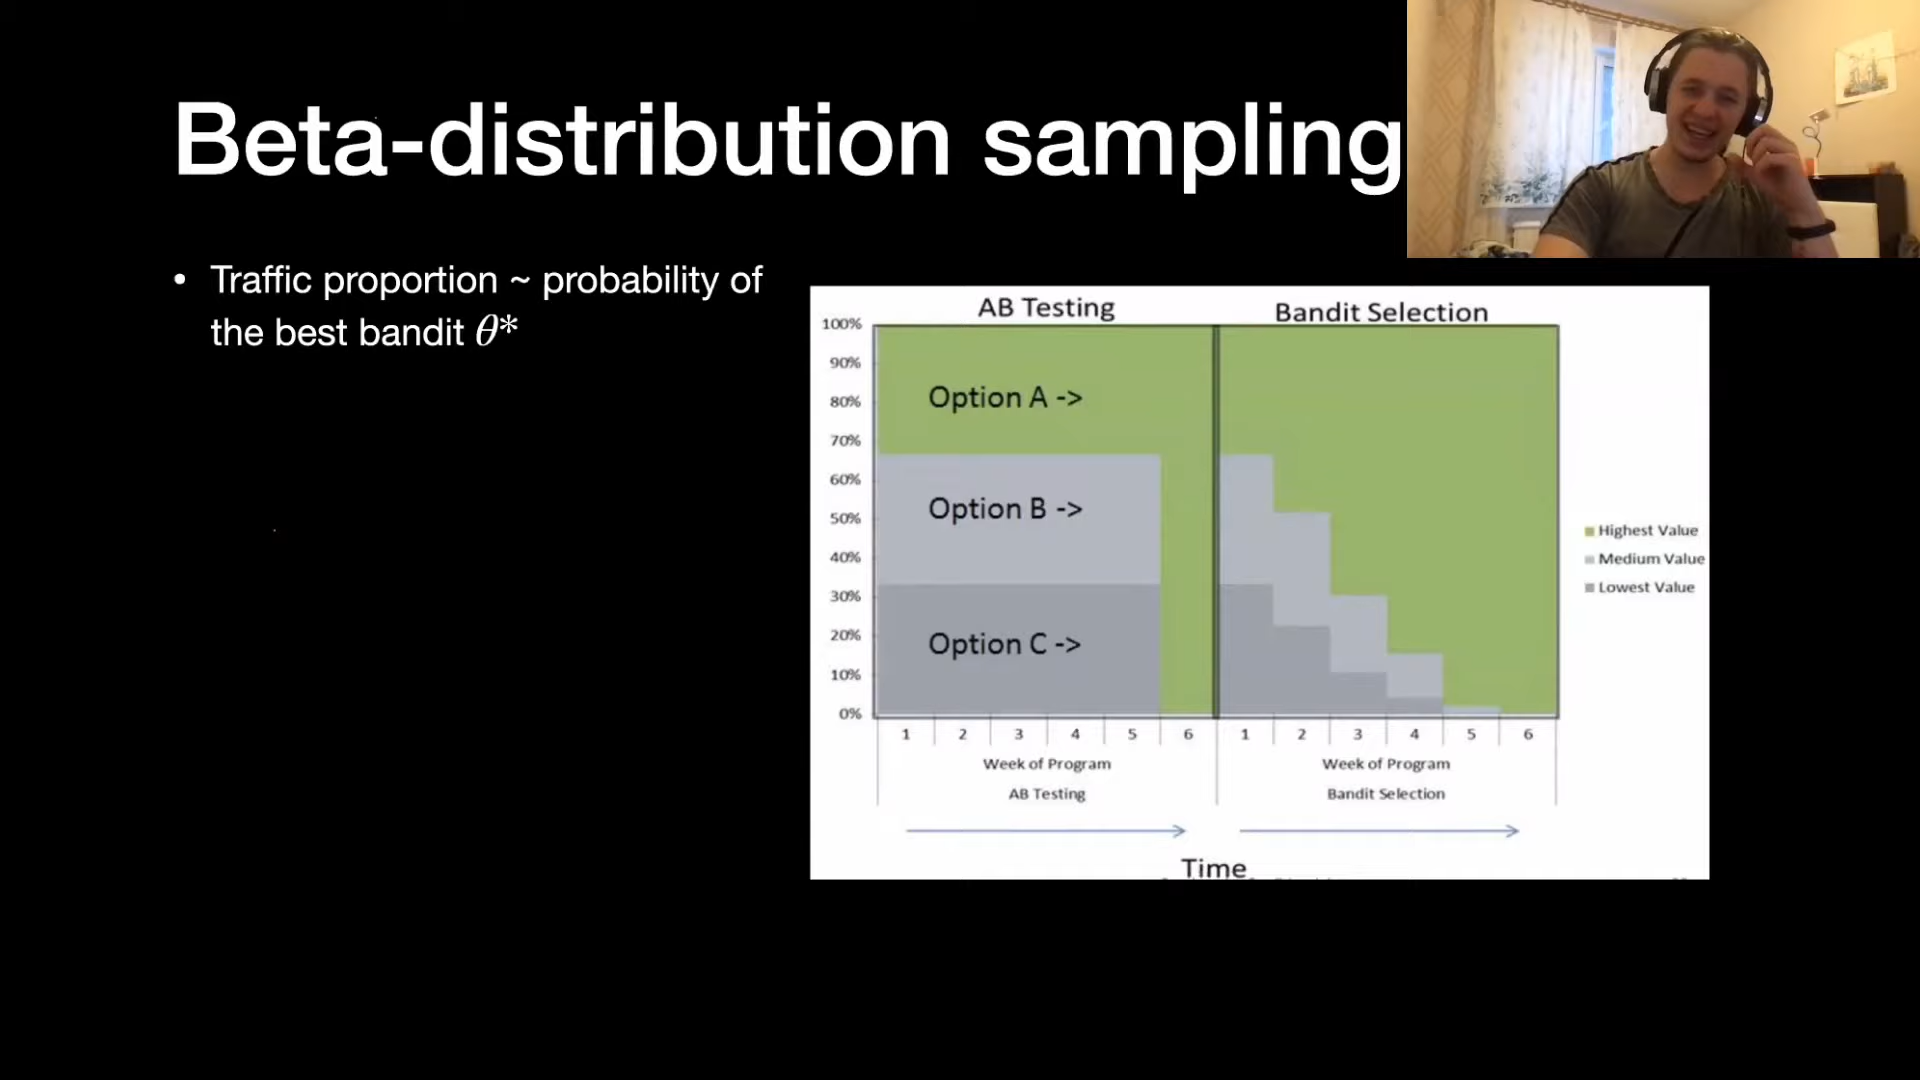 Beta-distribution sampling
• Traffic proportion ~ probability of
the best bandit θ*
AB Testing
Bandit Selection
100%
90%
80%
70%
60%
50%
40%
30%
20%
10%
0%
Option A ->
Option B ->
Option C ->
Highest Value
Medium Value
Lowest Value
1 2 3 4 5 6 1 2 3 4 5 6
Week of Program
Week of Program
AB Testing
Bandit Selection
Time